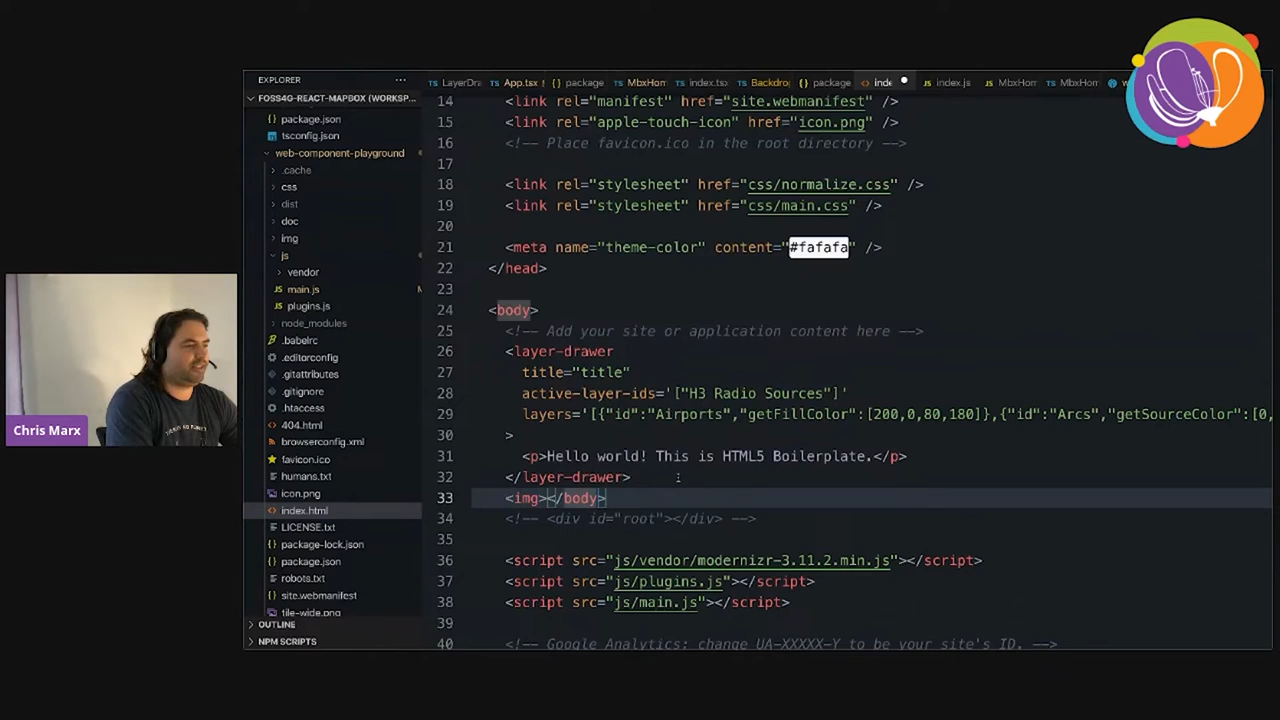 EXPLORER
...
LayerDra
App.tsx
package
MbxHom
index.ts
Backdro
package
inde
index.js
MbxHom
MbxHom
FOSS4G-REACT-MAPBOX (WORKSP...
package.json
tsconfig.json
web-component-playground
.cache
css
dist
doc
img
js
vendor
main.js
plugins.js
node_modules
.babelrc
.editorconfig
.gitattributes
.gitignore
.htaccess
404.html
browserconfig.xml
favicon.ico
humans.txt
icon.png
index.html
LICENSE.txt
package-lock.json
package.json
robots.txt
site.webmanifest
tile-wide.png
OUTLINE
NPM SCRIPTS
14 <link rel="manifest" href="site.webmanifest" />
15 <link rel="apple-touch-icon" href="icon.png" />
16 <!-- Place favicon.ico in the root directory -->
17
18 <link rel="stylesheet" href="css/normalize.css" />
19 <link rel="stylesheet" href="css/main.css" />
20
21 <meta name="theme-color" content="#fafafa" />
22 </head>
23
24 <body>
25 <!-- Add your site or application content here -->
26 <layer-drawer
27 title="title"
28 active-layer-ids='["H3 Radio Sources"]'
29 layers='[{"id":"Airports","getFillColor":[200,0,80,180]},{"id":"Arcs","getSourceColor":[0,
30 >
31 <p>Hello world! This is HTML5 Boilerplate.</p>
32 </layer-drawer>
33 <img></body>
34 <!-- <div id="root"></div> -->
35
36 <script src="js/vendor/modernizr-3.11.2.min.js"></script>
37 <script src="js/plugins.js"></script>
38 <script src="js/main.js"></script>
39
40 <!-- Google Analytics: change UA-XXXXX-Y to be your site's ID. -->
Chris Marx